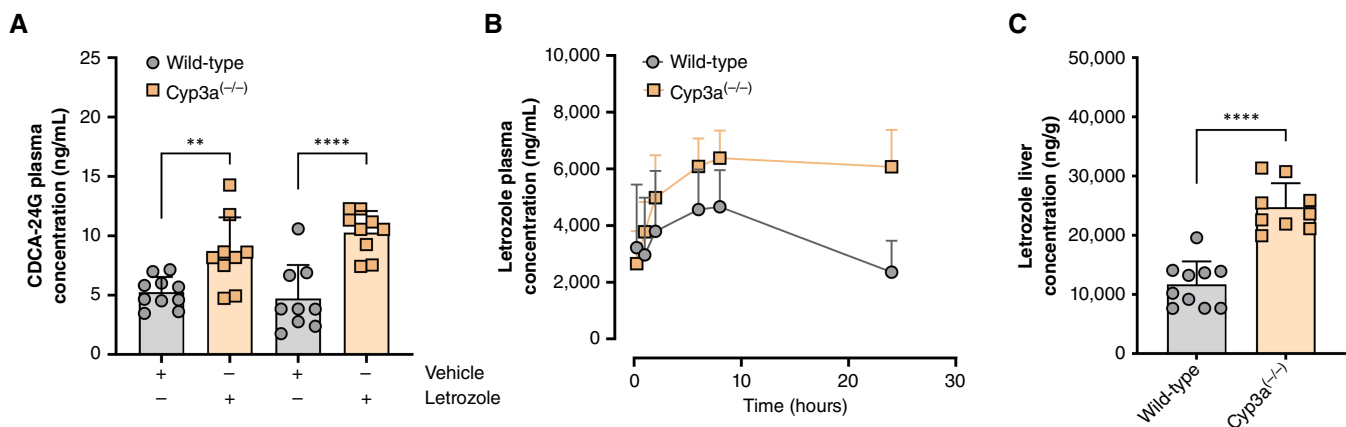 A
CDCA-24G plasma
concentration (ng/mL)
25
20
15
10
5
0
Wild-type
Cyp3a(−/−)
**
****
+ − + − Vehicle
− + − + Letrozole
B
Letrozole plasma
concentration (ng/mL)
10,000
8,000
6,000
4,000
2,000
0
Wild-type
Cyp3a(−/−)
0 10 20 30
Time (hours)
C
Letrozole liver
concentration (ng/g)
50,000
40,000
30,000
20,000
10,000
0
****
Wild-type
Cyp3a(−/−)